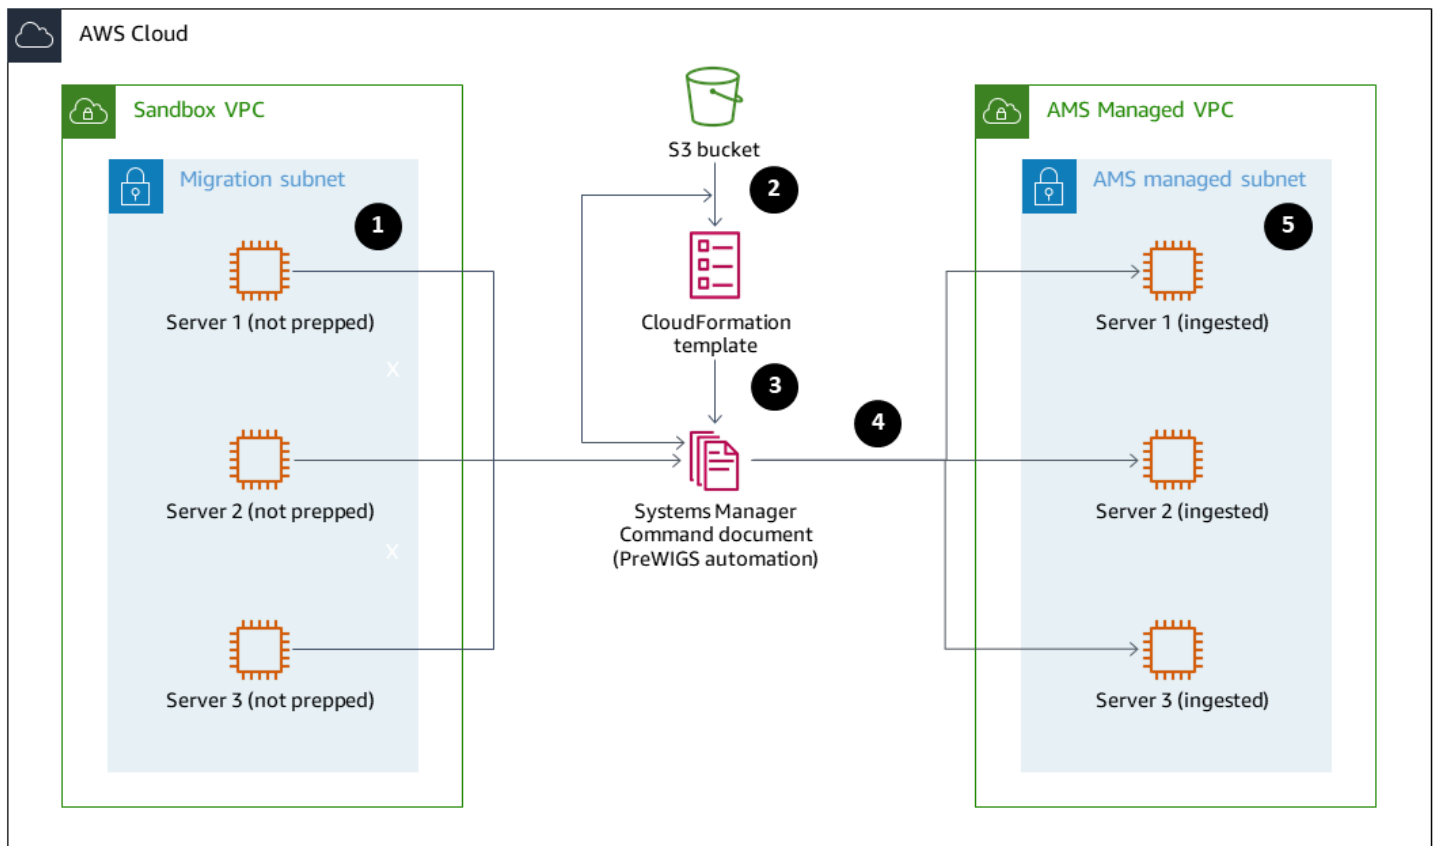 AWS Cloud
Sandbox VPC
Migration subnet
1
Server 1 (not prepped)
X
Server 2 (not prepped)
X
Server 3 (not prepped)
S3 bucket
2
CloudFormation
template
3
Systems Manager
Command document
(PreWIGS automation)
4
AMS Managed VPC
AMS managed subnet
5
Server 1 (ingested)
Server 2 (ingested)
Server 3 (ingested)